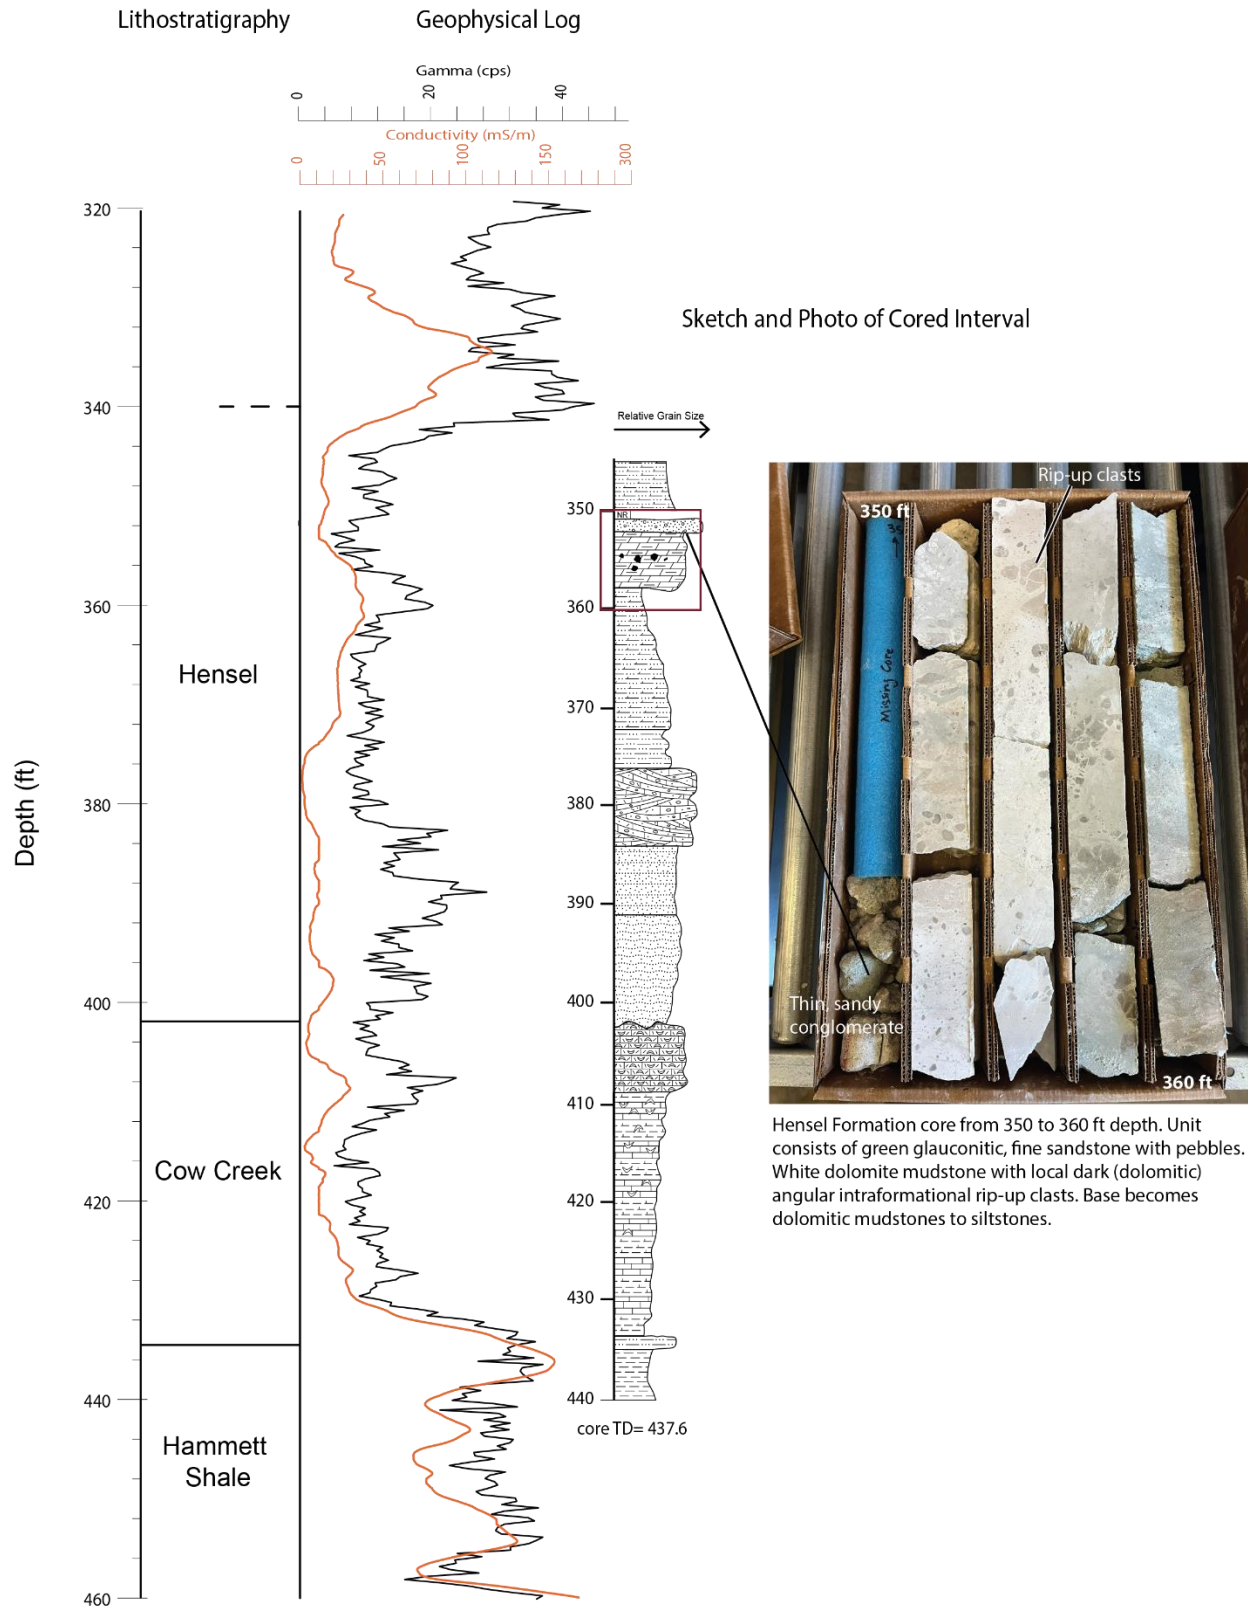 Lithostratigraphy
Geophysical Log
Gamma (cps)
0
20
40
Conductivity (mS/m)
0
50
100
150
300
Depth (ft)
320
340
360
380
400
420
440
460
Hensel
Cow Creek
Hammett
Shale
Sketch and Photo of Cored Interval
Relative Grain Size
350
NR
360
370
380
390
400
410
420
430
440
core TD= 437.6
Rip-up clasts
350 ft
Missing Core
Thin, sandy
conglomerate
360 ft
Hensel Formation core from 350 to 360 ft depth. Unit
consists of green glauconitic, fine sandstone with pebbles.
White dolomite mudstone with local dark (dolomitic)
angular intraformational rip-up clasts. Base becomes
dolomitic mudstones to siltstones.